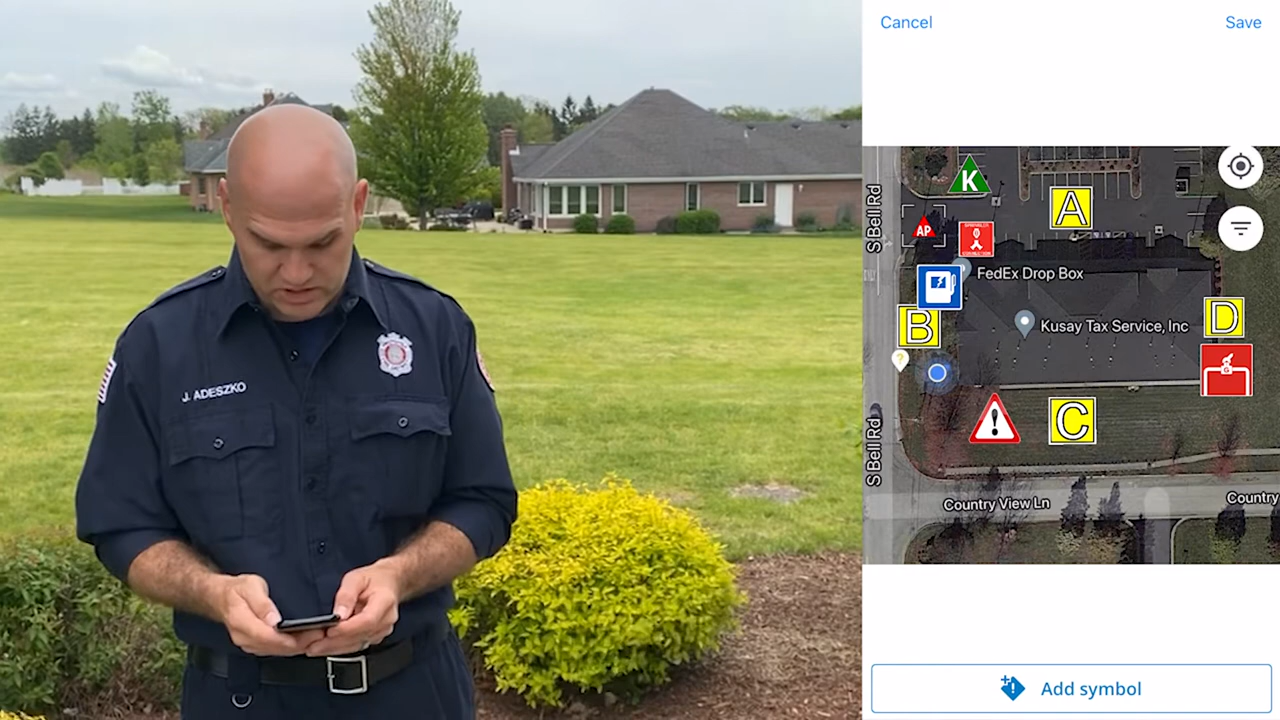 J. ADESZKO
Cancel
Save
K
A
S Bell Rd
AP
FedEx Drop Box
B
Kusay Tax Service, Inc
D
?
G
!
C
S Bell Rd
Country View Ln
Country
Add symbol